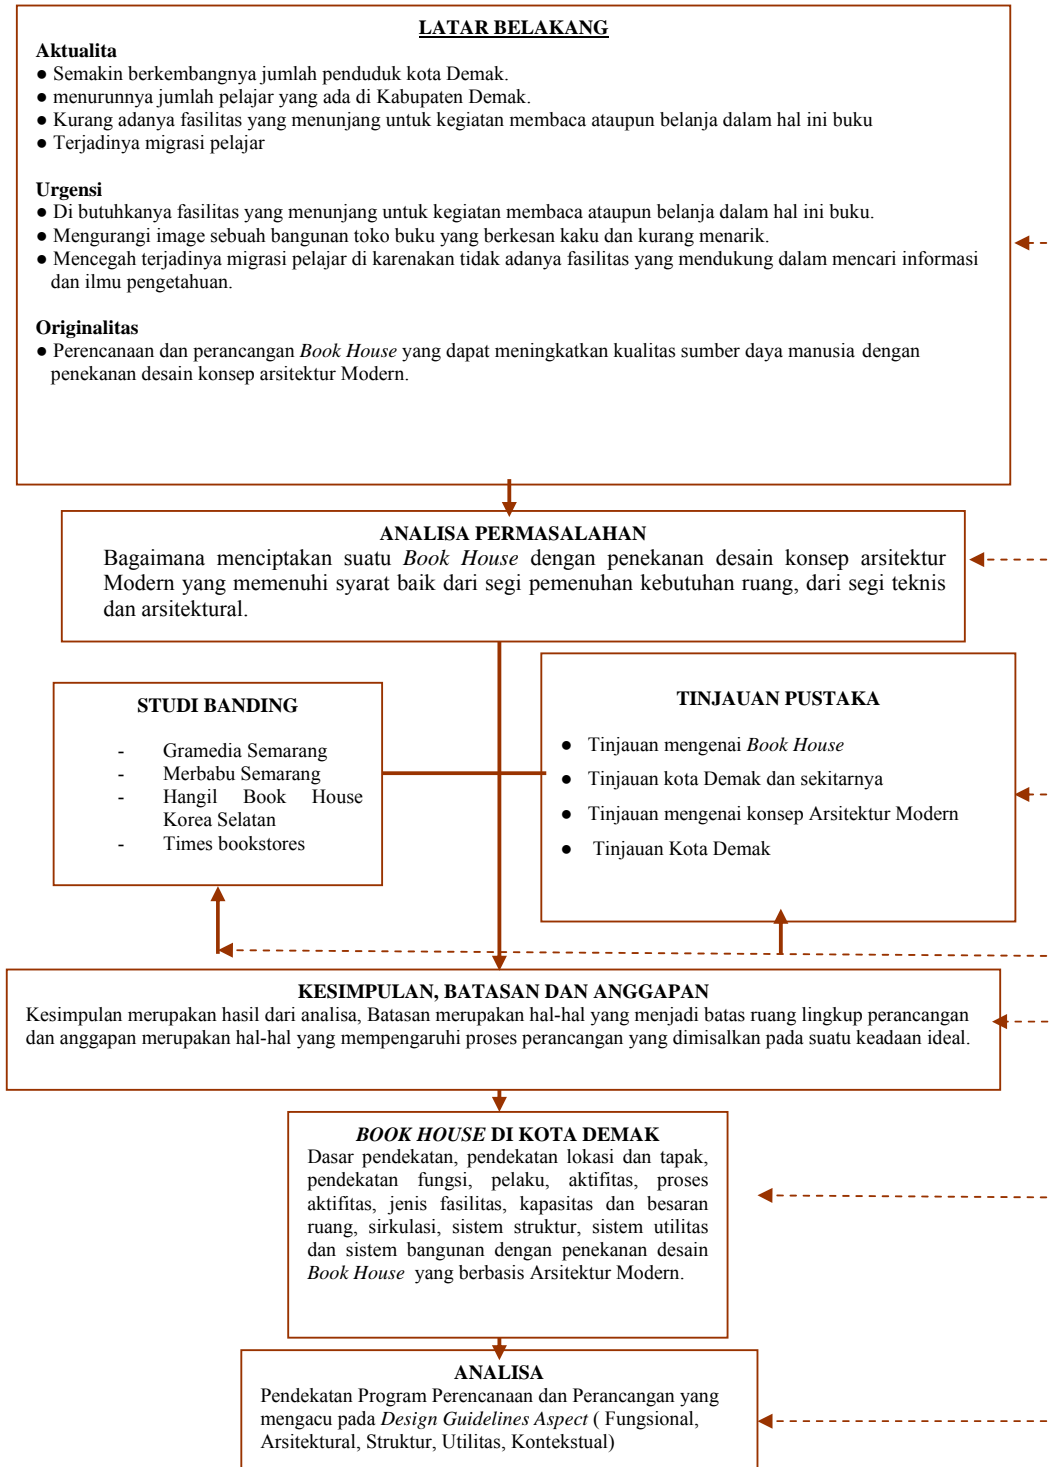 LATAR BELAKANG
Aktualita
● Semakin berkembangnya jumlah penduduk kota Demak.
● menurunnya jumlah pelajar yang ada di Kabupaten Demak.
● Kurang adanya fasilitas yang menunjang untuk kegiatan membaca ataupun belanja dalam hal ini buku
● Terjadinya migrasi pelajar
Urgensi
● Di butuhkanya fasilitas yang menunjang untuk kegiatan membaca ataupun belanja dalam hal ini buku.
● Mengurangi image sebuah bangunan toko buku yang berkesan kaku dan kurang menarik.
● Mencegah terjadinya migrasi pelajar di karenakan tidak adanya fasilitas yang mendukung dalam mencari informasi
dan ilmu pengetahuan.
Originalitas
● Perencanaan dan perancangan Book House yang dapat meningkatkan kualitas sumber daya manusia dengan
penekanan desain konsep arsitektur Modern.
ANALISA PERMASALAHAN
Bagaimana menciptakan suatu Book House dengan penekanan desain konsep arsitektur
Modern yang memenuhi syarat baik dari segi pemenuhan kebutuhan ruang, dari segi teknis
dan arsitektural.
STUDI BANDING
- Gramedia Semarang
- Merbabu Semarang
- Hangil Book House
Korea Selatan
- Times bookstores
TINJAUAN PUSTAKA
● Tinjauan mengenai Book House
● Tinjauan kota Demak dan sekitarnya
● Tinjauan mengenai konsep Arsitektur Modern
● Tinjauan Kota Demak
KESIMPULAN, BATASAN DAN ANGGAPAN
Kesimpulan merupakan hasil dari analisa, Batasan merupakan hal-hal yang menjadi batas ruang lingkup perancangan
dan anggapan merupakan hal-hal yang mempengaruhi proses perancangan yang dimisalkan pada suatu keadaan ideal.
BOOK HOUSE DI KOTA DEMAK
Dasar pendekatan, pendekatan lokasi dan tapak,
pendekatan fungsi, pelaku, aktifitas, proses
aktifitas, jenis fasilitas, kapasitas dan besaran
ruang, sirkulasi, sistem struktur, sistem utilitas
dan sistem bangunan dengan penekanan desain
Book House yang berbasis Arsitektur Modern.
ANALISA
Pendekatan Program Perencanaan dan Perancangan yang
mengacu pada Design Guidelines Aspect ( Fungsional,
Arsitektural, Struktur, Utilitas, Kontekstual)